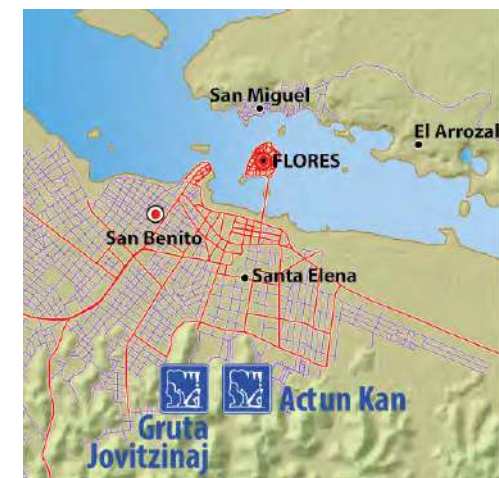 San Miguel
El Arrozal
FLORES
San Benito
Santa Elena
Actun Kan
Gruta
Jovitzinaj